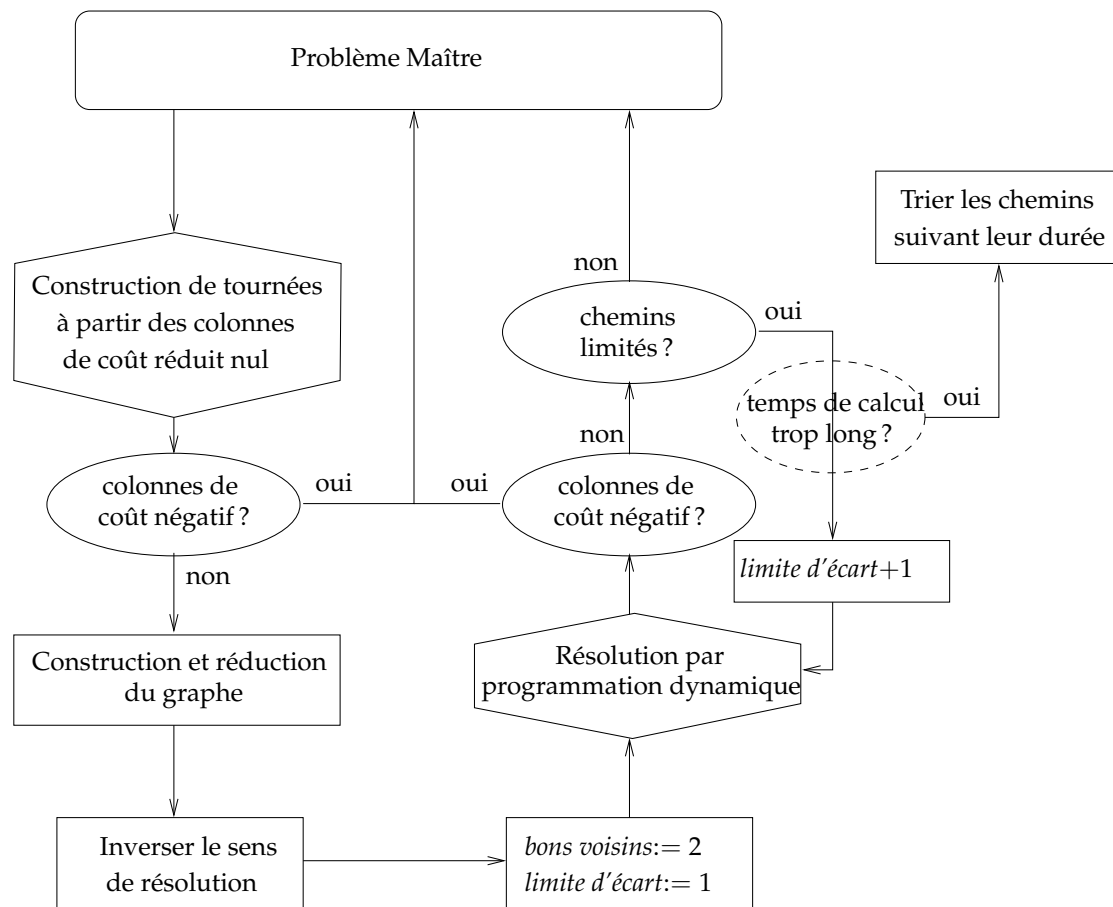 Problème Maître
Trier les chemins
suivant leur durée
Construction de tournées
à partir des colonnes
de coût réduit nul
non
chemins
limités ?
oui
temps de calcul
trop long ?
oui
non
colonnes de
coût négatif ?
oui
oui
colonnes de
coût négatif ?
non
limite d'écart+1
Construction et réduction
du graphe
Résolution par
programmation dynamique
Inverser le sens
de résolution
bons voisins:= 2
limite d'écart:= 1